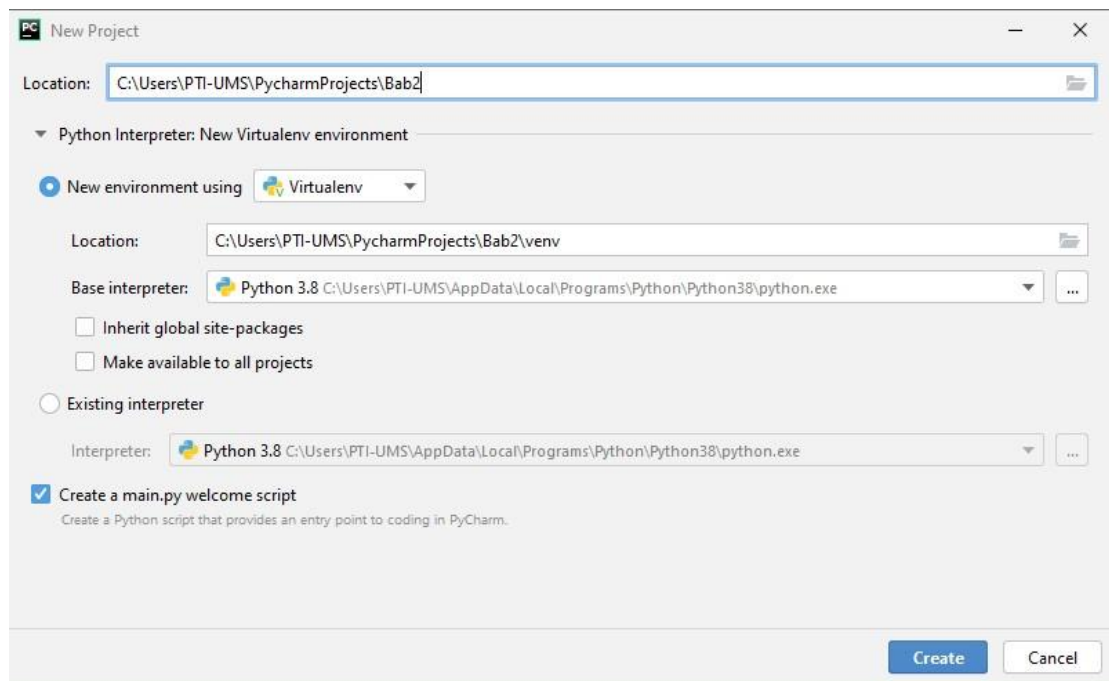 PC New Project
Location: C:\Users\PTI-UMS\PycharmProjects\Bab2
Python Interpreter: New Virtualenv environment
New environment using Virtualenv
Location: C:\Users\PTI-UMS\PycharmProjects\Bab2\venv
Base interpreter: Python 3.8 C:\Users\PTI-UMS\AppData\Local\Programs\Python\Python38\python.exe ...
Inherit global site-packages
Make available to all projects
Existing interpreter
Interpreter: Python 3.8 C:\Users\PTI-UMS\AppData\Local\Programs\Python\Python38\python.exe ...
Create a main.py welcome script
Create a Python script that provides an entry point to coding in PyCharm.
Create Cancel